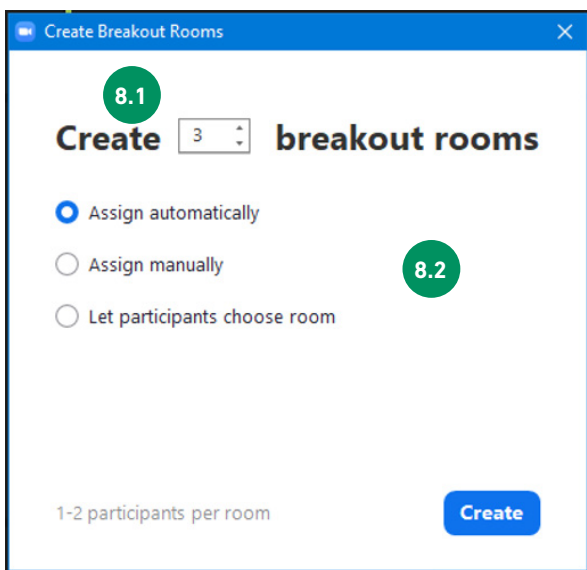 Create Breakout Rooms
8.1
Create 3 breakout rooms
Assign automatically
Assign manually
8.2
Let participants choose room
1-2 participants per room
Create